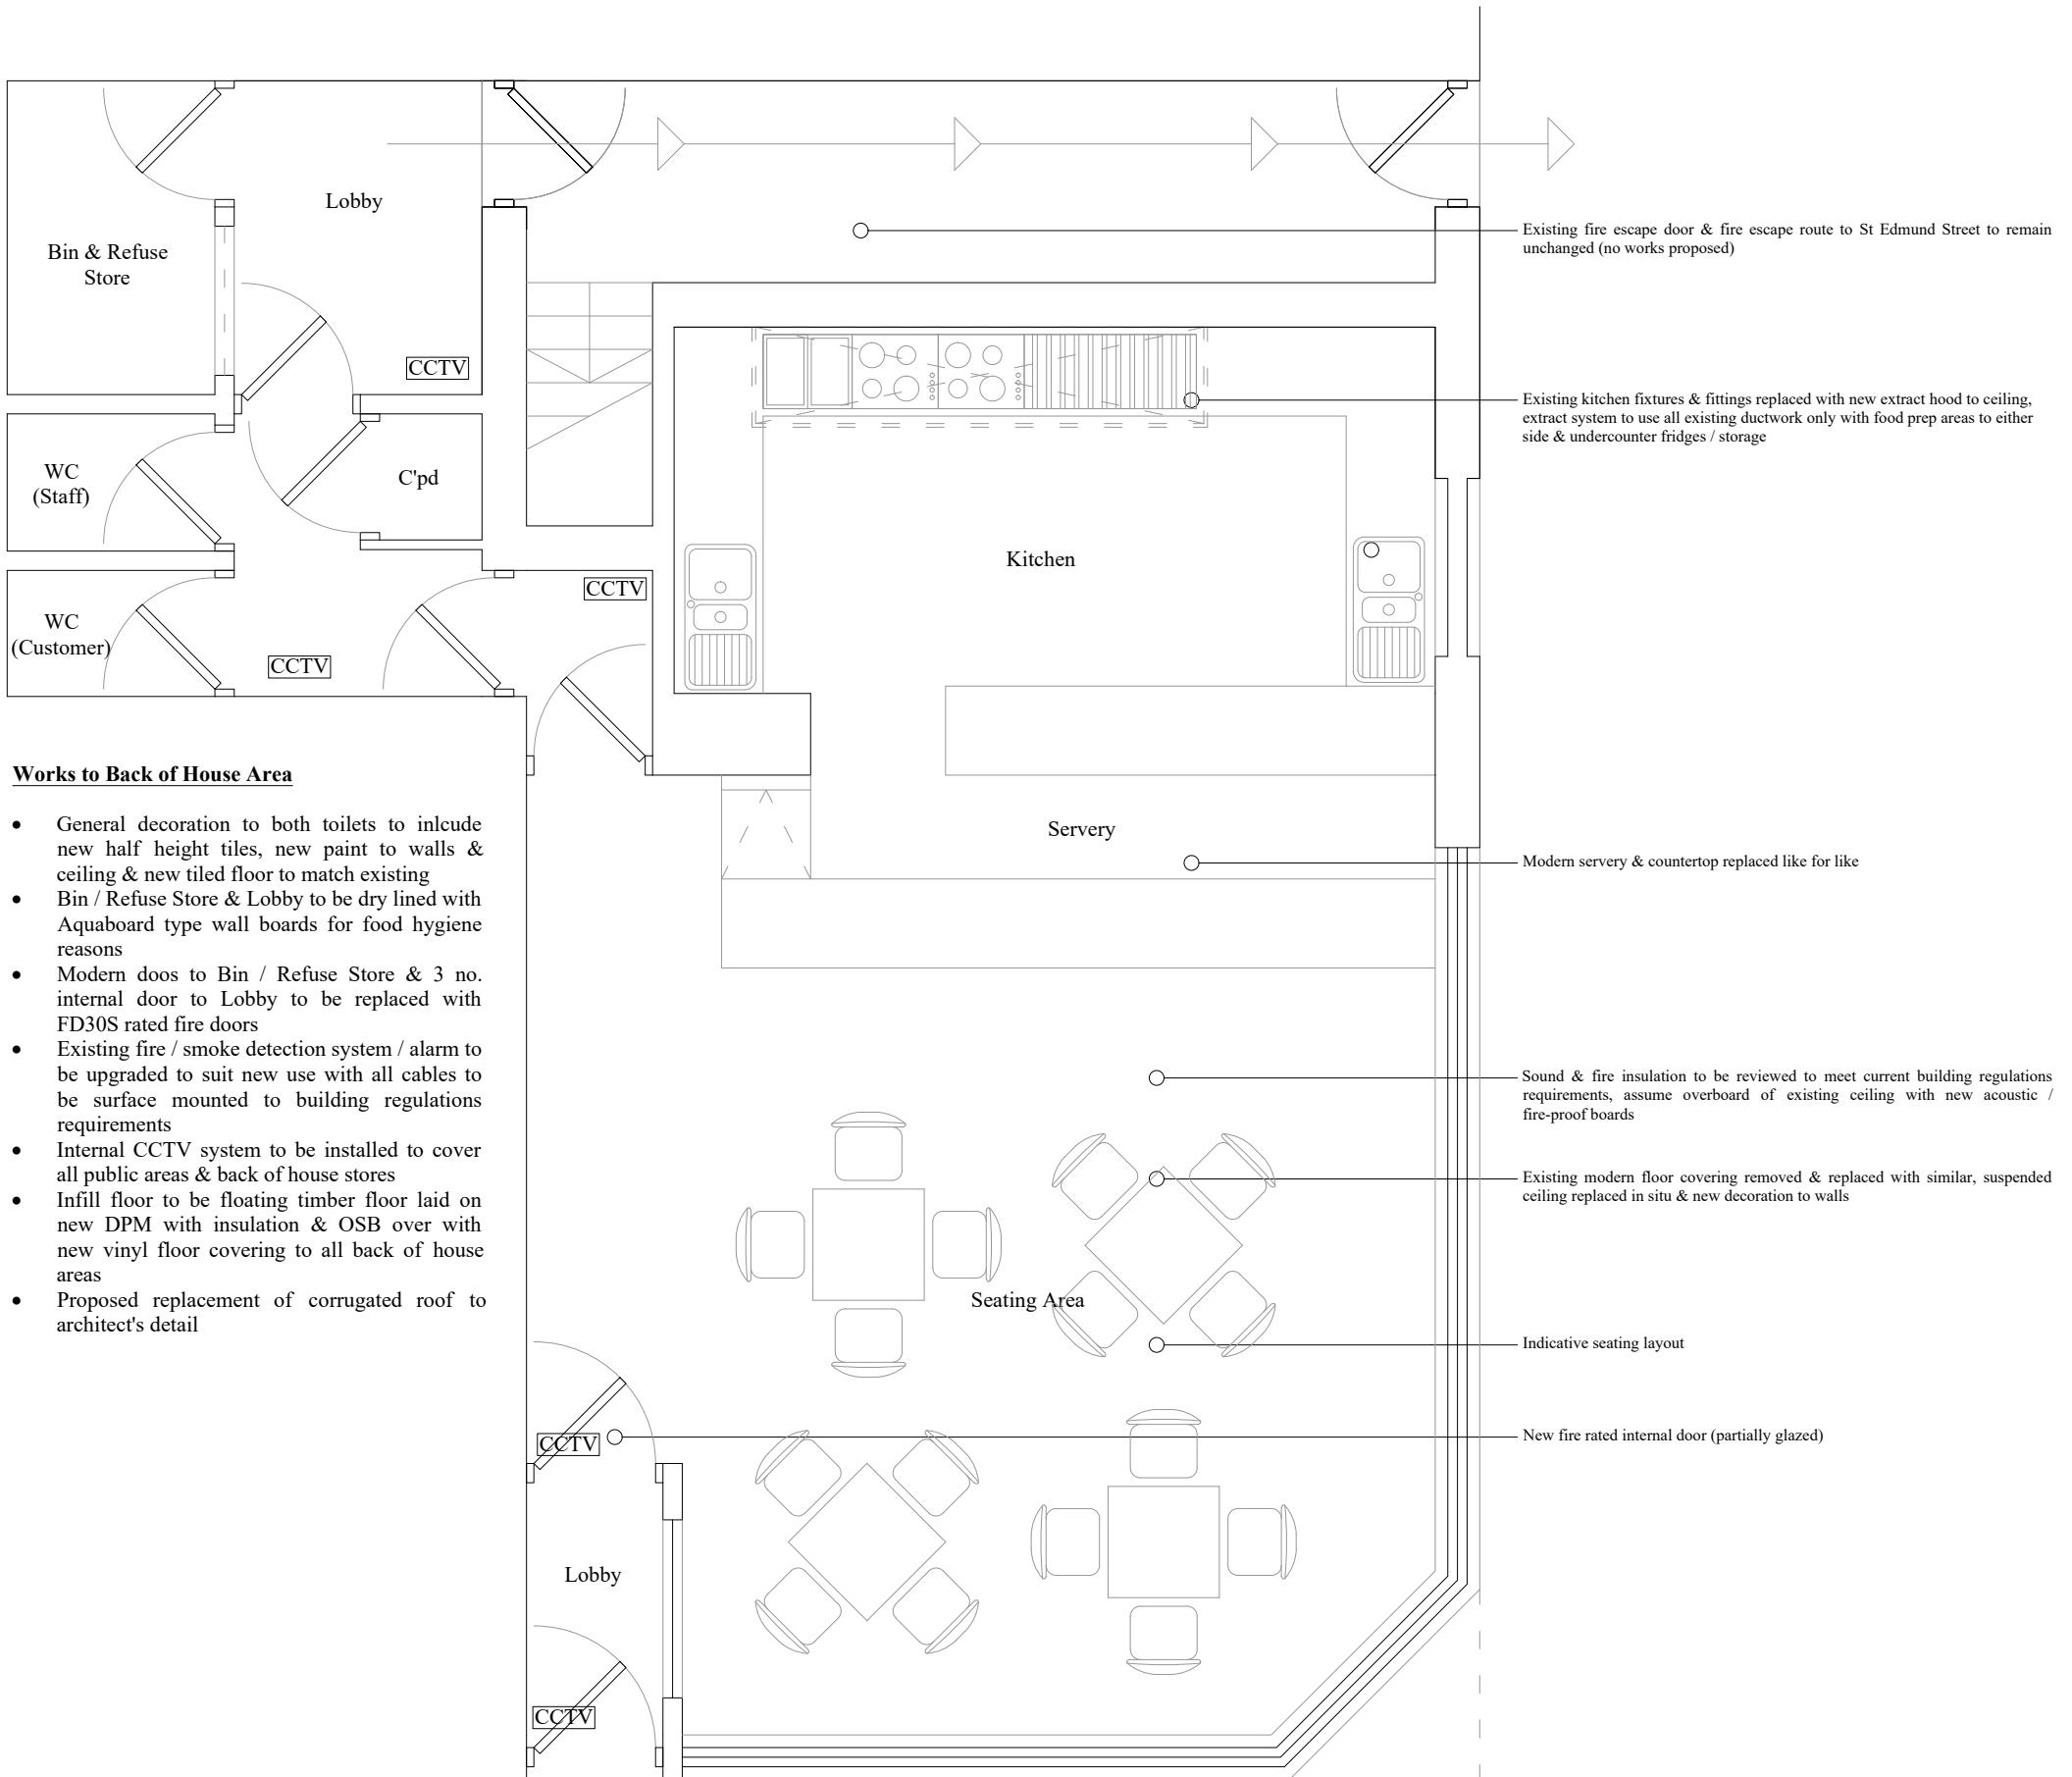 Lobby
Bin & Refuse
Store
CCTV
WC
(Staff)
C'pd
WC
(Customer)
CCTV
CCTV
Kitchen
Servery
Existing fire escape door & fire escape route to St Edmund Street to remain
unchanged (no works proposed)
Existing kitchen fixtures & fittings replaced with new extract hood to ceiling,
extract system to use all existing ductwork only with food prep areas to either
side & undercounter fridges / storage
Modern servery & countertop replaced like for like
Sound & fire insulation to be reviewed to meet current building regulations
requirements, assume overboard of existing ceiling with new acoustic /
fire-proof boards
Existing modern floor covering removed & replaced with similar, suspended
ceiling replaced in situ & new decoration to walls
Indicative seating layout
New fire rated internal door (partially glazed)
Works to Back of House Area
• General decoration to both toilets to inlcude
new half height tiles, new paint to walls &
ceiling & new tiled floor to match existing
• Bin / Refuse Store & Lobby to be dry lined with
Aquaboard type wall boards for food hygiene
reasons
• Modern doos to Bin / Refuse Store & 3 no.
internal door to Lobby to be replaced with
FD30S rated fire doors
• Existing fire / smoke detection system / alarm to
be upgraded to suit new use with all cables to
be surface mounted to building regulations
requirements
• Internal CCTV system to be installed to cover
all public areas & back of house stores
• Infill floor to be floating timber floor laid on
new DPM with insulation & OSB over with
new vinyl floor covering to all back of house
areas
• Proposed replacement of corrugated roof to
architect's detail
Seating Area
CCTV
Lobby
CCTV